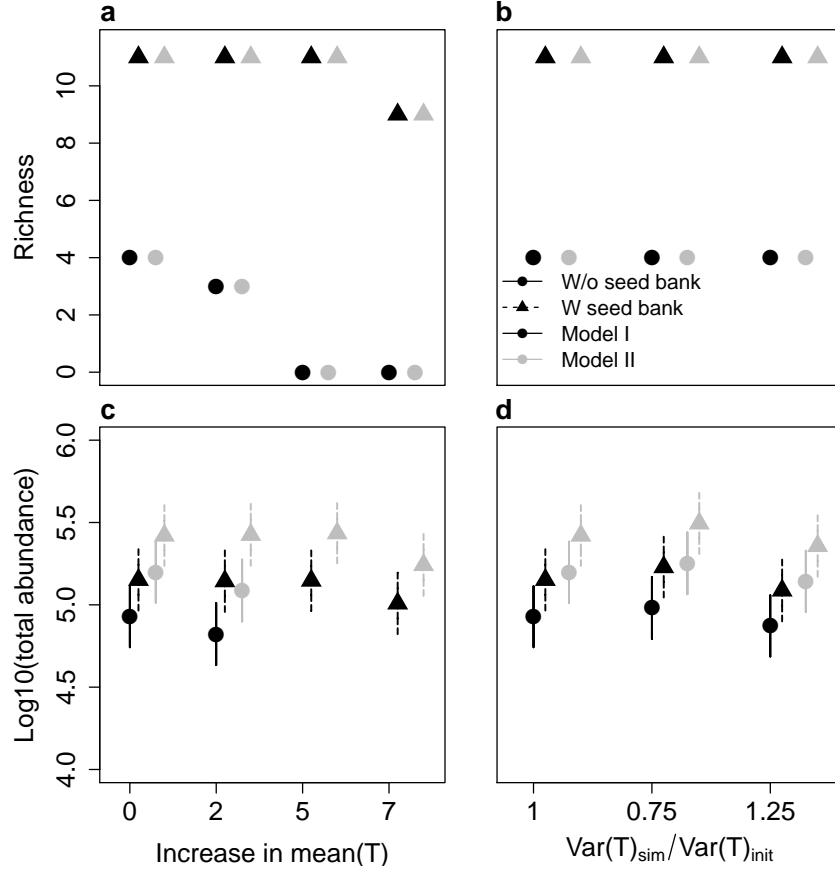 a
b
Richness
10
8
6
4
2
0
W/o seed bank
W seed bank
Model I
Model II
c
d
Log10(total abundance)
6.0
5.5
5.0
4.5
4.0
0 2 5 7
1 0.75 1.25
Increase in mean(T)
Var(T)sim/Var(T)init